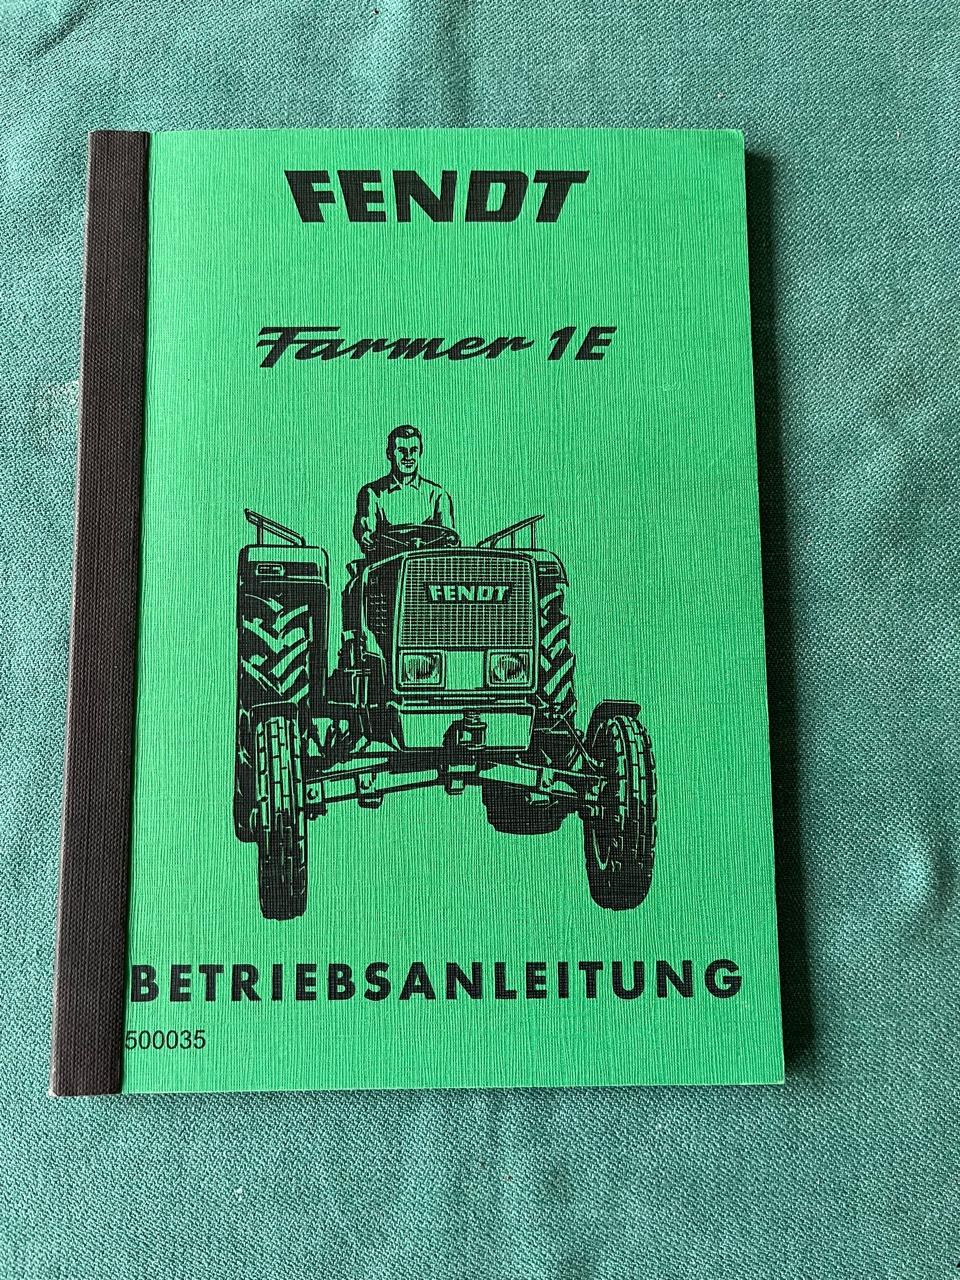 FENDT
Farmer 1E
FENDT
BETRIEBSANLEITUNG
500035